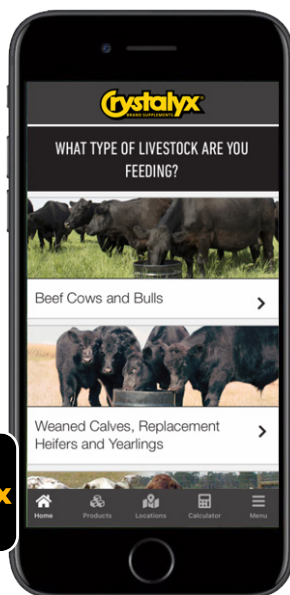 Crystalyx
BRAND SUPPLEMENTS
WHAT TYPE OF LIVESTOCK ARE YOU
FEEDING?
Beef Cows and Bulls
Weaned Calves, Replacement
Heifers and Yearlings
x
Home Products Locations Calculator Menu